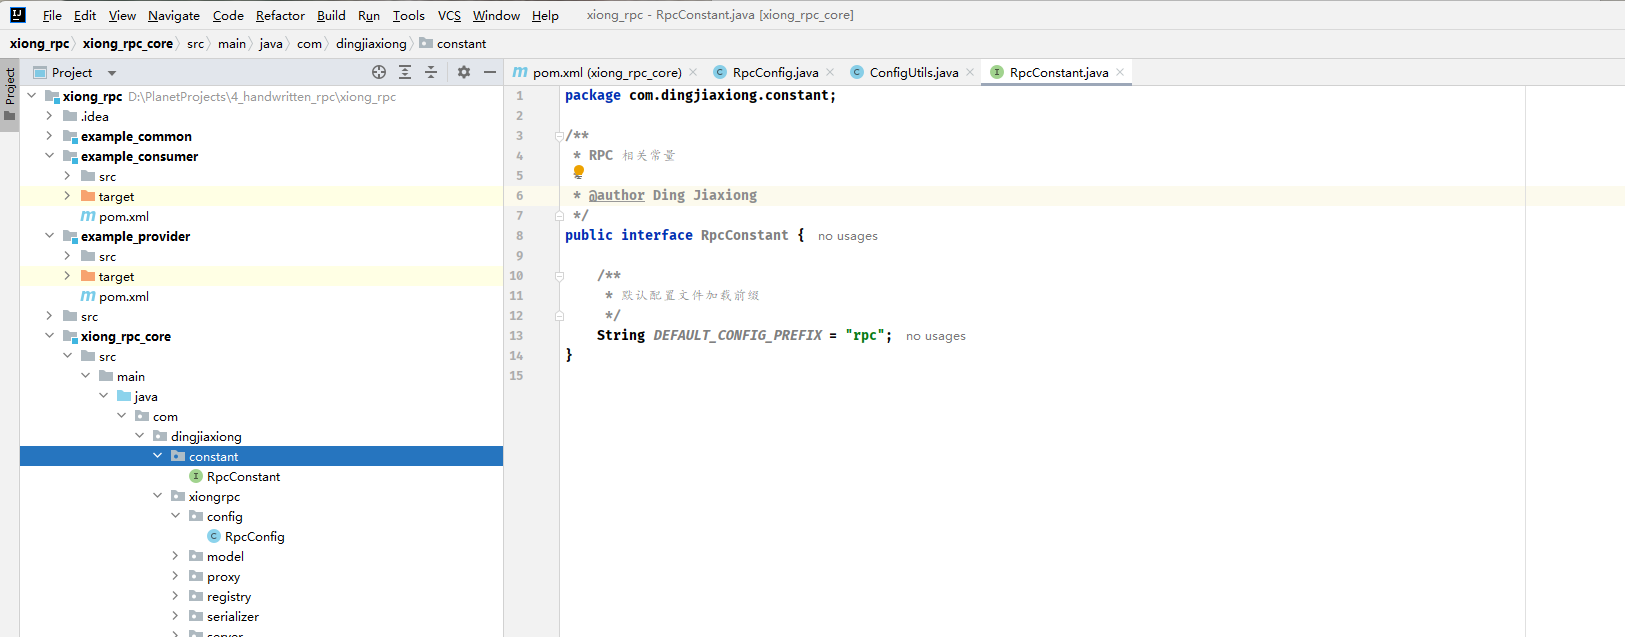 File Edit View Navigate Code Refactor Build Run Tools VCS Window Help xiong_rpc - RpcConstant.java [xiong_rpc_core]
xiong_rpc xiong_rpc_core src main java com dingjiaxiong constant
Project
Project
pom.xml (xiong_rpc_core) RpcConfig.java ConfigUtils.java RpcConstant.java
xiong_rpc D:\PlanetProjects\4_handwritten_rpc\xiong_rpc
.idea
example_common
example_consumer
src
target
pom.xml
example_provider
src
target
pom.xml
src
xiong_rpc_core
src
main
java
com
dingjiaxiong
constant
RpcConstant
xiongrpc
config
RpcConfig
model
proxy
registry
serializer
server
1 package com.dingjiaxiong.constant;
2
3 /**
4 * RPC 相关常量
5
6 * @author Ding Jiaxiong
7 */
8 public interface RpcConstant { no usages
9
10 /**
11 * 默认配置文件加载前缀
12 */
13 String DEFAULT_CONFIG_PREFIX = "rpc"; no usages
14 }
15